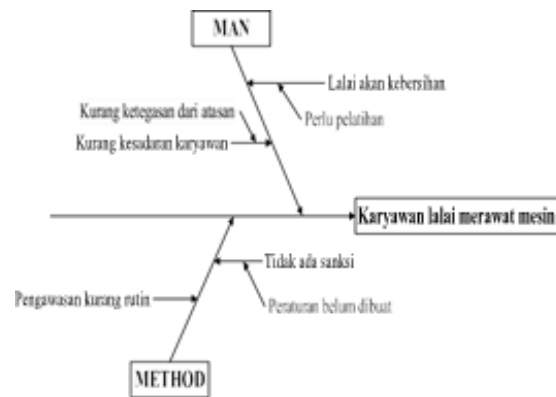 MAN
Lalai akan kebersihan
Kurang ketegasan dari atasan
Perlu pelatihan
Kurang kesadaran karyawan
Karyawan lalai merawat mesin
Tidak ada sanksi
Pengawasan kurang rutin
Peraturan belum dibuat
METHOD